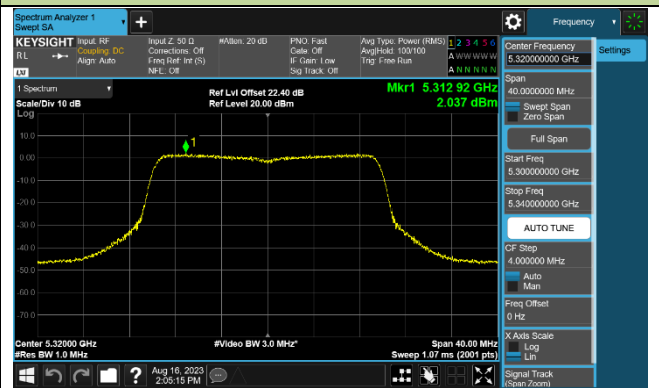 Spectrum Analyzer 1
Swept SA
+
Frequency
KEYSIGHT
RL
LXI
Input: RF
Coupling: DC
Align: Auto
Input Z: 50 Ω
Corrections: Off
Freq Ref: Int (S)
NFE: Off
#Atten: 20 dB
PNO: Fast
Gate: Off
IF Gain: Low
Sig Track: Off
Avg Type: Power (RMS)
Avg|Hold: 100/100
Trig: Free Run
1 2 3 4 5 6
A W W W W W
A N N N N N
Center Frequency
5.320000000 GHz
Settings
1 Spectrum
Scale/Div 10 dB
Log
Ref Lvl Offset 22.40 dB
Ref Level 20.00 dBm
Mkr1 5.312 92 GHz
2.037 dBm
Span
40.0000000 MHz
Swept Span
Zero Span
Full Span
Start Freq
5.300000000 GHz
Stop Freq
5.340000000 GHz
AUTO TUNE
CF Step
4.000000 MHz
Auto
Man
Freq Offset
0 Hz
X Axis Scale
Log
Lin
Signal Track
(Span Zoom)
10.0
0.00
-10.0
-20.0
-30.0
-40.0
-50.0
-60.0
-70.0
1
Center 5.32000 GHz
#Res BW 1.0 MHz
#Video BW 3.0 MHz*
Span 40.00 MHz
Sweep 1.07 ms (2001 pts)
?
Aug 16, 2023
2:05:15 PM